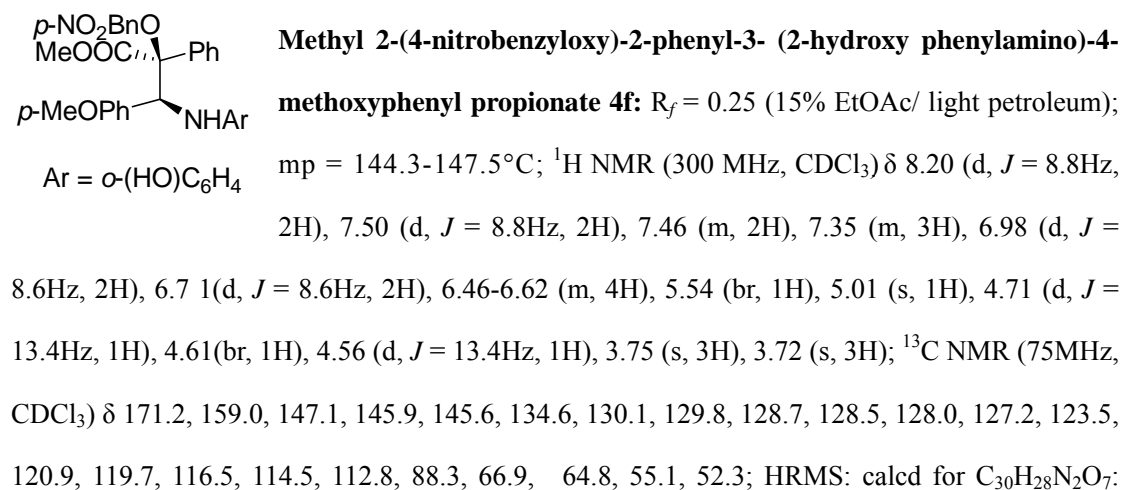 p-NO₂BnO
MeOOC Ph
p-MeOPh
NHAr
Ar = o-(HO)C₆H₄
Methyl 2-(4-nitrobenzyloxy)-2-phenyl-3- (2-hydroxy phenylamino)-4-
methoxyphenyl propionate 4f: R_f = 0.25 (15% EtOAc/ light petroleum);
mp = 144.3-147.5°C; ¹H NMR (300 MHz, CDCl₃) δ 8.20 (d, J = 8.8Hz,
2H), 7.50 (d, J = 8.8Hz, 2H), 7.46 (m, 2H), 7.35 (m, 3H), 6.98 (d, J =
8.6Hz, 2H), 6.7 1(d, J = 8.6Hz, 2H), 6.46-6.62 (m, 4H), 5.54 (br, 1H), 5.01 (s, 1H), 4.71 (d, J =
13.4Hz, 1H), 4.61(br, 1H), 4.56 (d, J = 13.4Hz, 1H), 3.75 (s, 3H), 3.72 (s, 3H); ¹³C NMR (75MHz,
CDCl₃) δ 171.2, 159.0, 147.1, 145.9, 145.6, 134.6, 130.1, 129.8, 128.7, 128.5, 128.0, 127.2, 123.5,
120.9, 119.7, 116.5, 114.5, 112.8, 88.3, 66.9, 64.8, 55.1, 52.3; HRMS: calcd for C₃₀H₂₈N₂O₇: